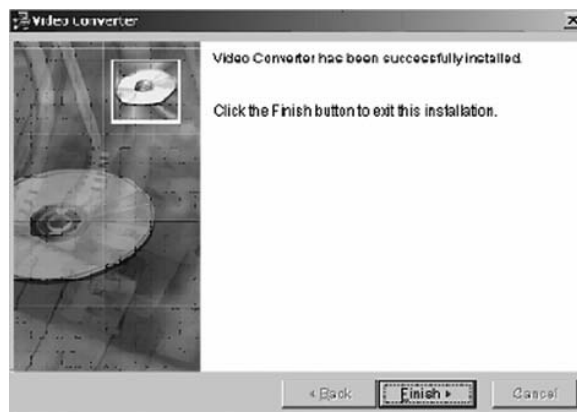 Video Converter
Video Converter has been successfully installed.
Click the Finish button to exit this installation.
< Back
Finish >
Cancel